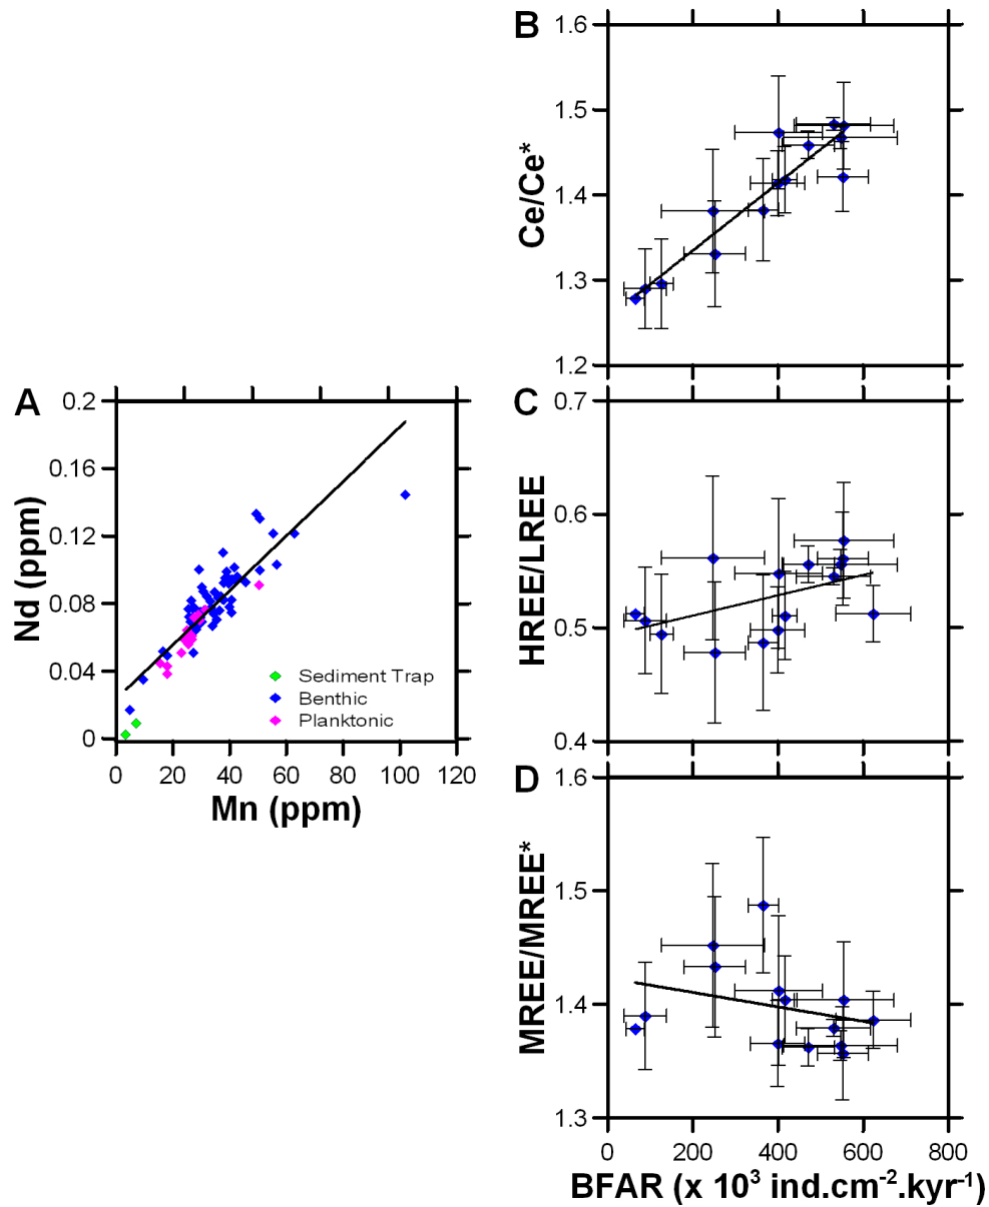 B
1.6
1.5
1.4
1.3
1.2
Ce/Ce*
A
0.2
0.16
0.12
0.08
0.04
0
Nd (ppm)
Sediment Trap
Benthic
Planktonic
0 20 40 60 80 100 120
Mn (ppm)
C
0.7
0.6
0.5
0.4
HREE/LREE
D
1.6
1.5
1.4
1.3
MREE/MREE*
0 200 400 600 800
BFAR (x 10³ ind.cm⁻².kyr⁻¹)